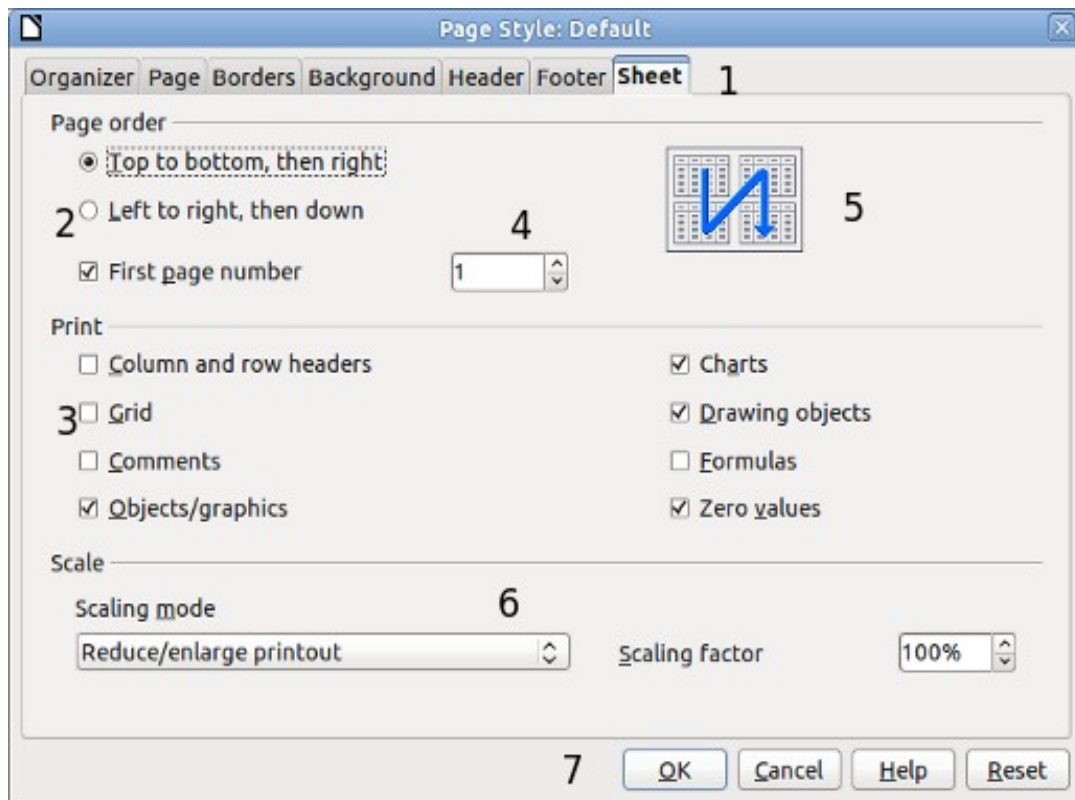 Page Style: Default
Organizer Page Borders Background Header Footer Sheet 1
Page order
Top to bottom, then right
2 Left to right, then down 4 5
First page number 1
Print
Column and row headers Charts
3 Grid Drawing objects
Comments Formulas
Objects/graphics Zero values
Scale
Scaling mode 6
Reduce/enlarge printout Scaling factor 100%
7 OK Cancel Help Reset